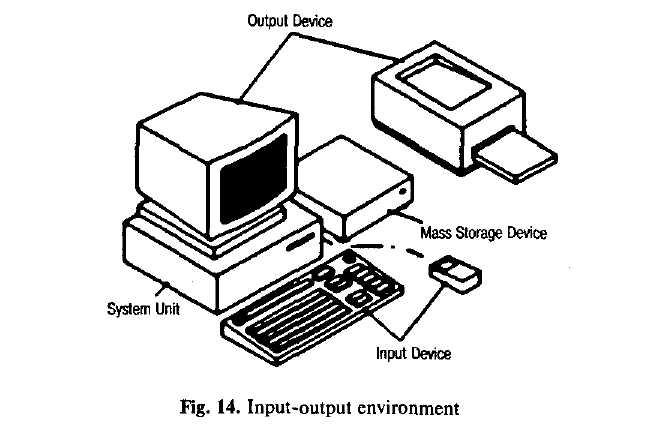 Output Device
Mass Storage Device
System Unit
Input Device
Fig. 14. Input-output environment